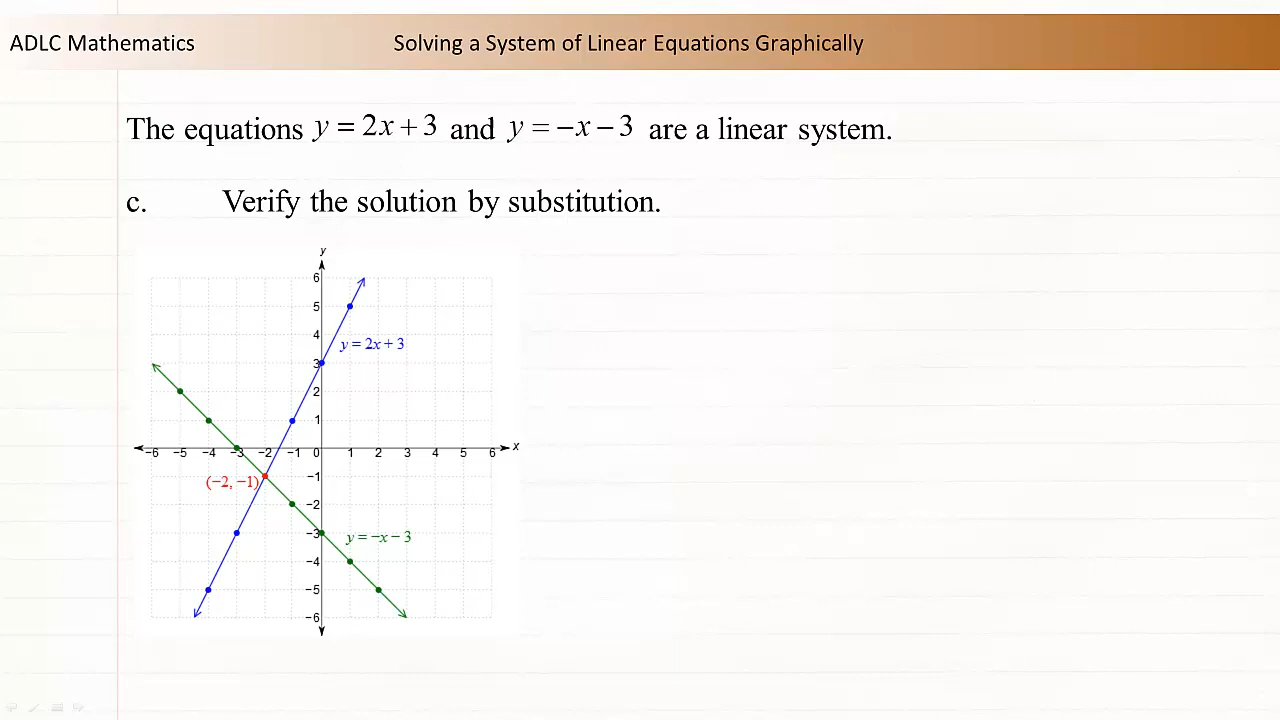 ADLC Mathematics
Solving a System of Linear Equations Graphically
The equations y = 2x + 3 and y = −x − 3 are a linear system.
c. Verify the solution by substitution.
y
6
5
4
y = 2x + 3
3
2
1
−6 −5 −4 −3 −2 −1 0 1 2 3 4 5 6 x
(−2, −1)
−1
−2
−3
y = −x − 3
−4
−5
−6